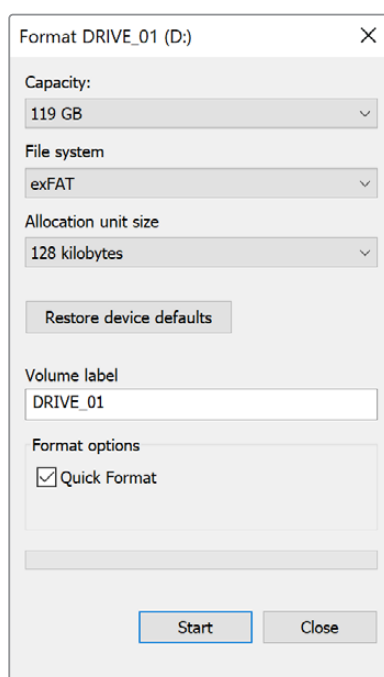 Format DRIVE_01 (D:)
Capacity:
119 GB
File system
exFAT
Allocation unit size
128 kilobytes
Restore device defaults
Volume label
DRIVE_01
Format options
Quick Format
Start Close